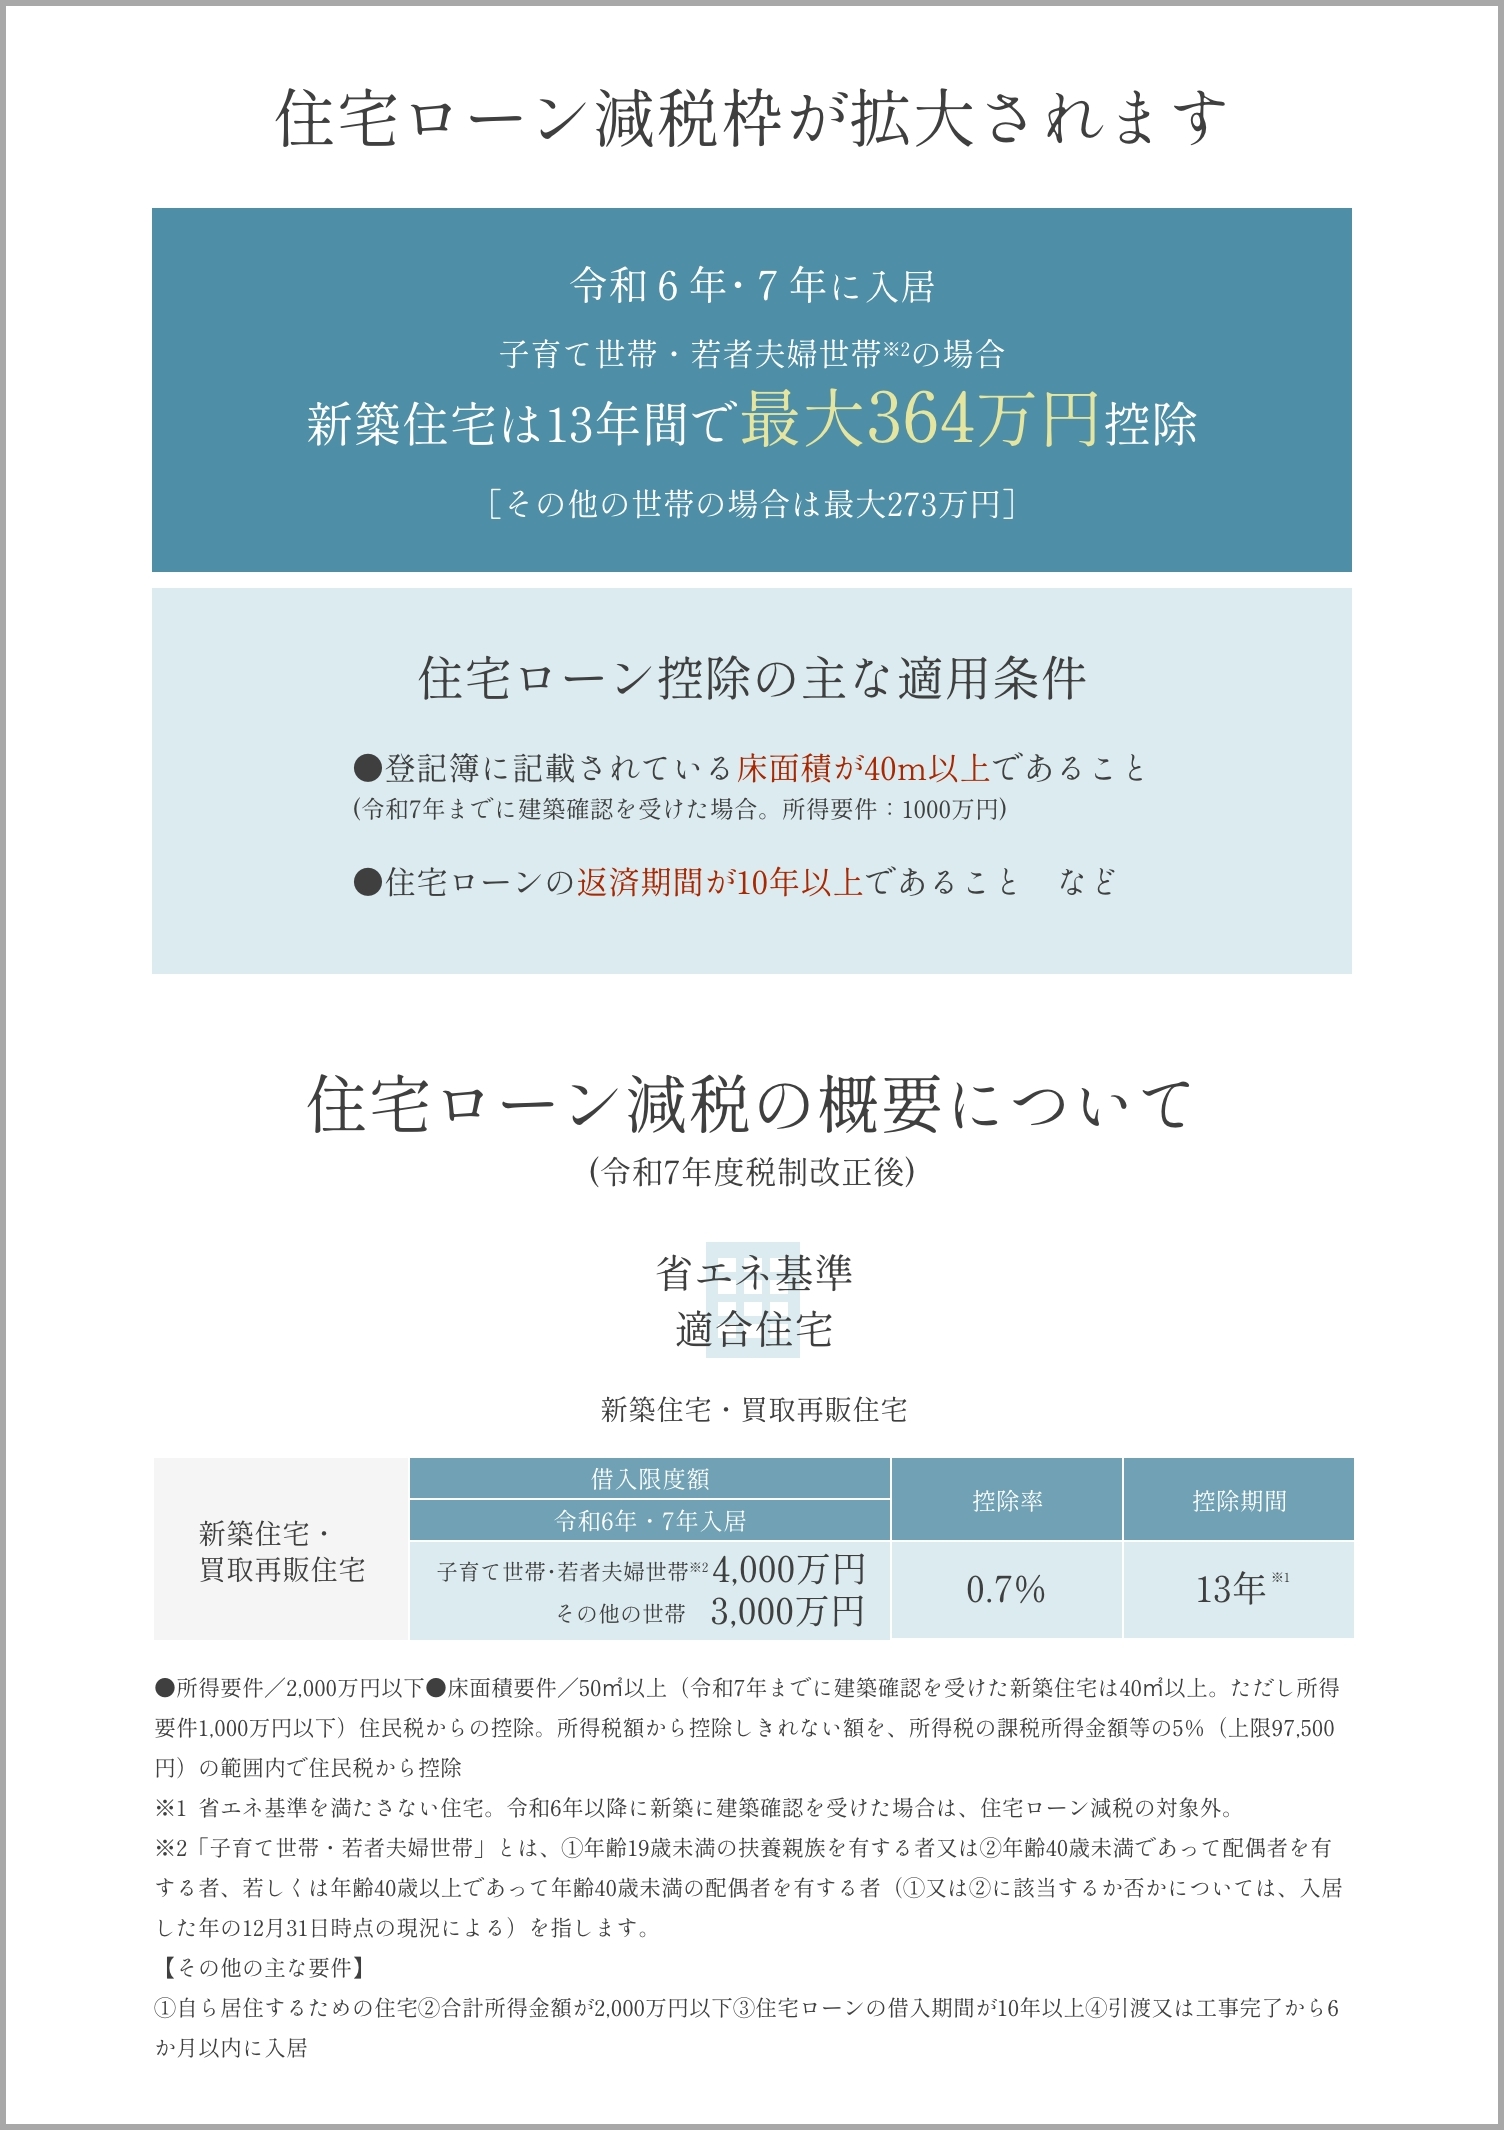 住宅ローン減税枠が拡大されます
令和6年・7年に入居
子育て世帯・若者夫婦世帯※2の場合
新築住宅は13年間で最大364万円控除
［その他の世帯の場合は最大273万円］
住宅ローン控除の主な適用条件
●登記簿に記載されている床面積が40m以上であること
(令和7年までに建築確認を受けた場合。所得要件：1000万円)
●住宅ローンの返済期間が10年以上であること　など
住宅ローン減税の概要について
(令和7年度税制改正後)
省エネ基準
適合住宅
新築住宅・買取再販住宅
新築住宅・
買取再販住宅
借入限度額
令和6年・7年入居
子育て世帯・若者夫婦世帯※2 4,000万円
その他の世帯 3,000万円
控除率
0.7%
控除期間
13年※1
●所得要件／2,000万円以下●床面積要件／50㎡以上（令和7年までに建築確認を受けた新築住宅は40㎡以上。ただし所得
要件1,000万円以下）住民税からの控除。所得税額から控除しきれない額を、所得税の課税所得金額等の5％（上限97,500
円）の範囲内で住民税から控除
※1 省エネ基準を満たさない住宅。令和6年以降に新築に建築確認を受けた場合は、住宅ローン減税の対象外。
※2「子育て世帯・若者夫婦世帯」とは、①年齢19歳未満の扶養親族を有する者又は②年齢40歳未満であって配偶者を有
する者、若しくは年齢40歳以上であって年齢40歳未満の配偶者を有する者（①又は②に該当するか否かについては、入居
した年の12月31日時点の現況による）を指します。
【その他の主な要件】
①自ら居住するための住宅②合計所得金額が2,000万円以下③住宅ローンの借入期間が10年以上④引渡又は工事完了から6
か月以内に入居